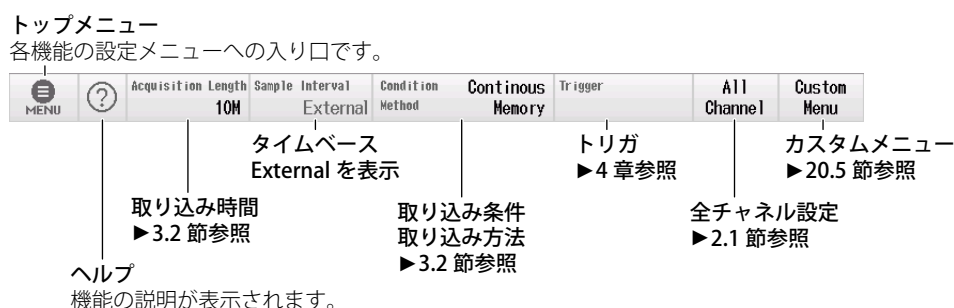 トップメニュー
各機能の設定メニューへの入り口です。
MENU
?
Acquisition Length
10M
Sample Interval
External
Condition Continous
Method Memory
Trigger
All
Channel
Custom
Menu
タイムベース
External を表示
トリガ
▶4 章参照
カスタムメニュー
▶20.5 節参照
取り込み時間
▶3.2 節参照
取り込み条件
取り込み方法
▶3.2 節参照
全チャネル設定
▶2.1 節参照
ヘルプ
機能の説明が表示されます。